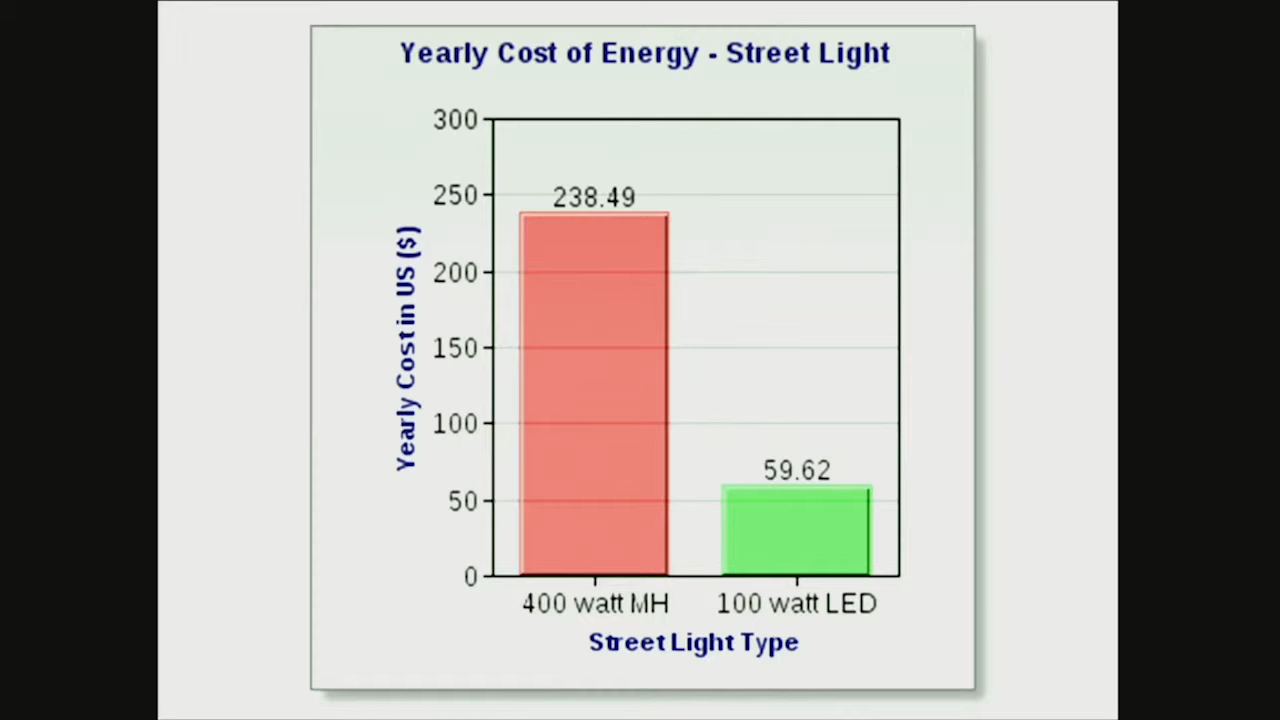 Yearly Cost of Energy - Street Light
300
250
200
150
100
50
0
Yearly Cost in US ($)
238.49
59.62
400 watt MH
100 watt LED
Street Light Type